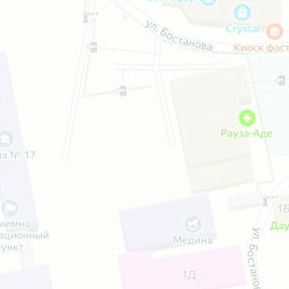 ул. Бостанова
Crystal
Киоск фаст
Рауза-Аде
№ 17
Медина
1Д
ул. Бостанова
16
Дау
иемно-
ационный
ункт